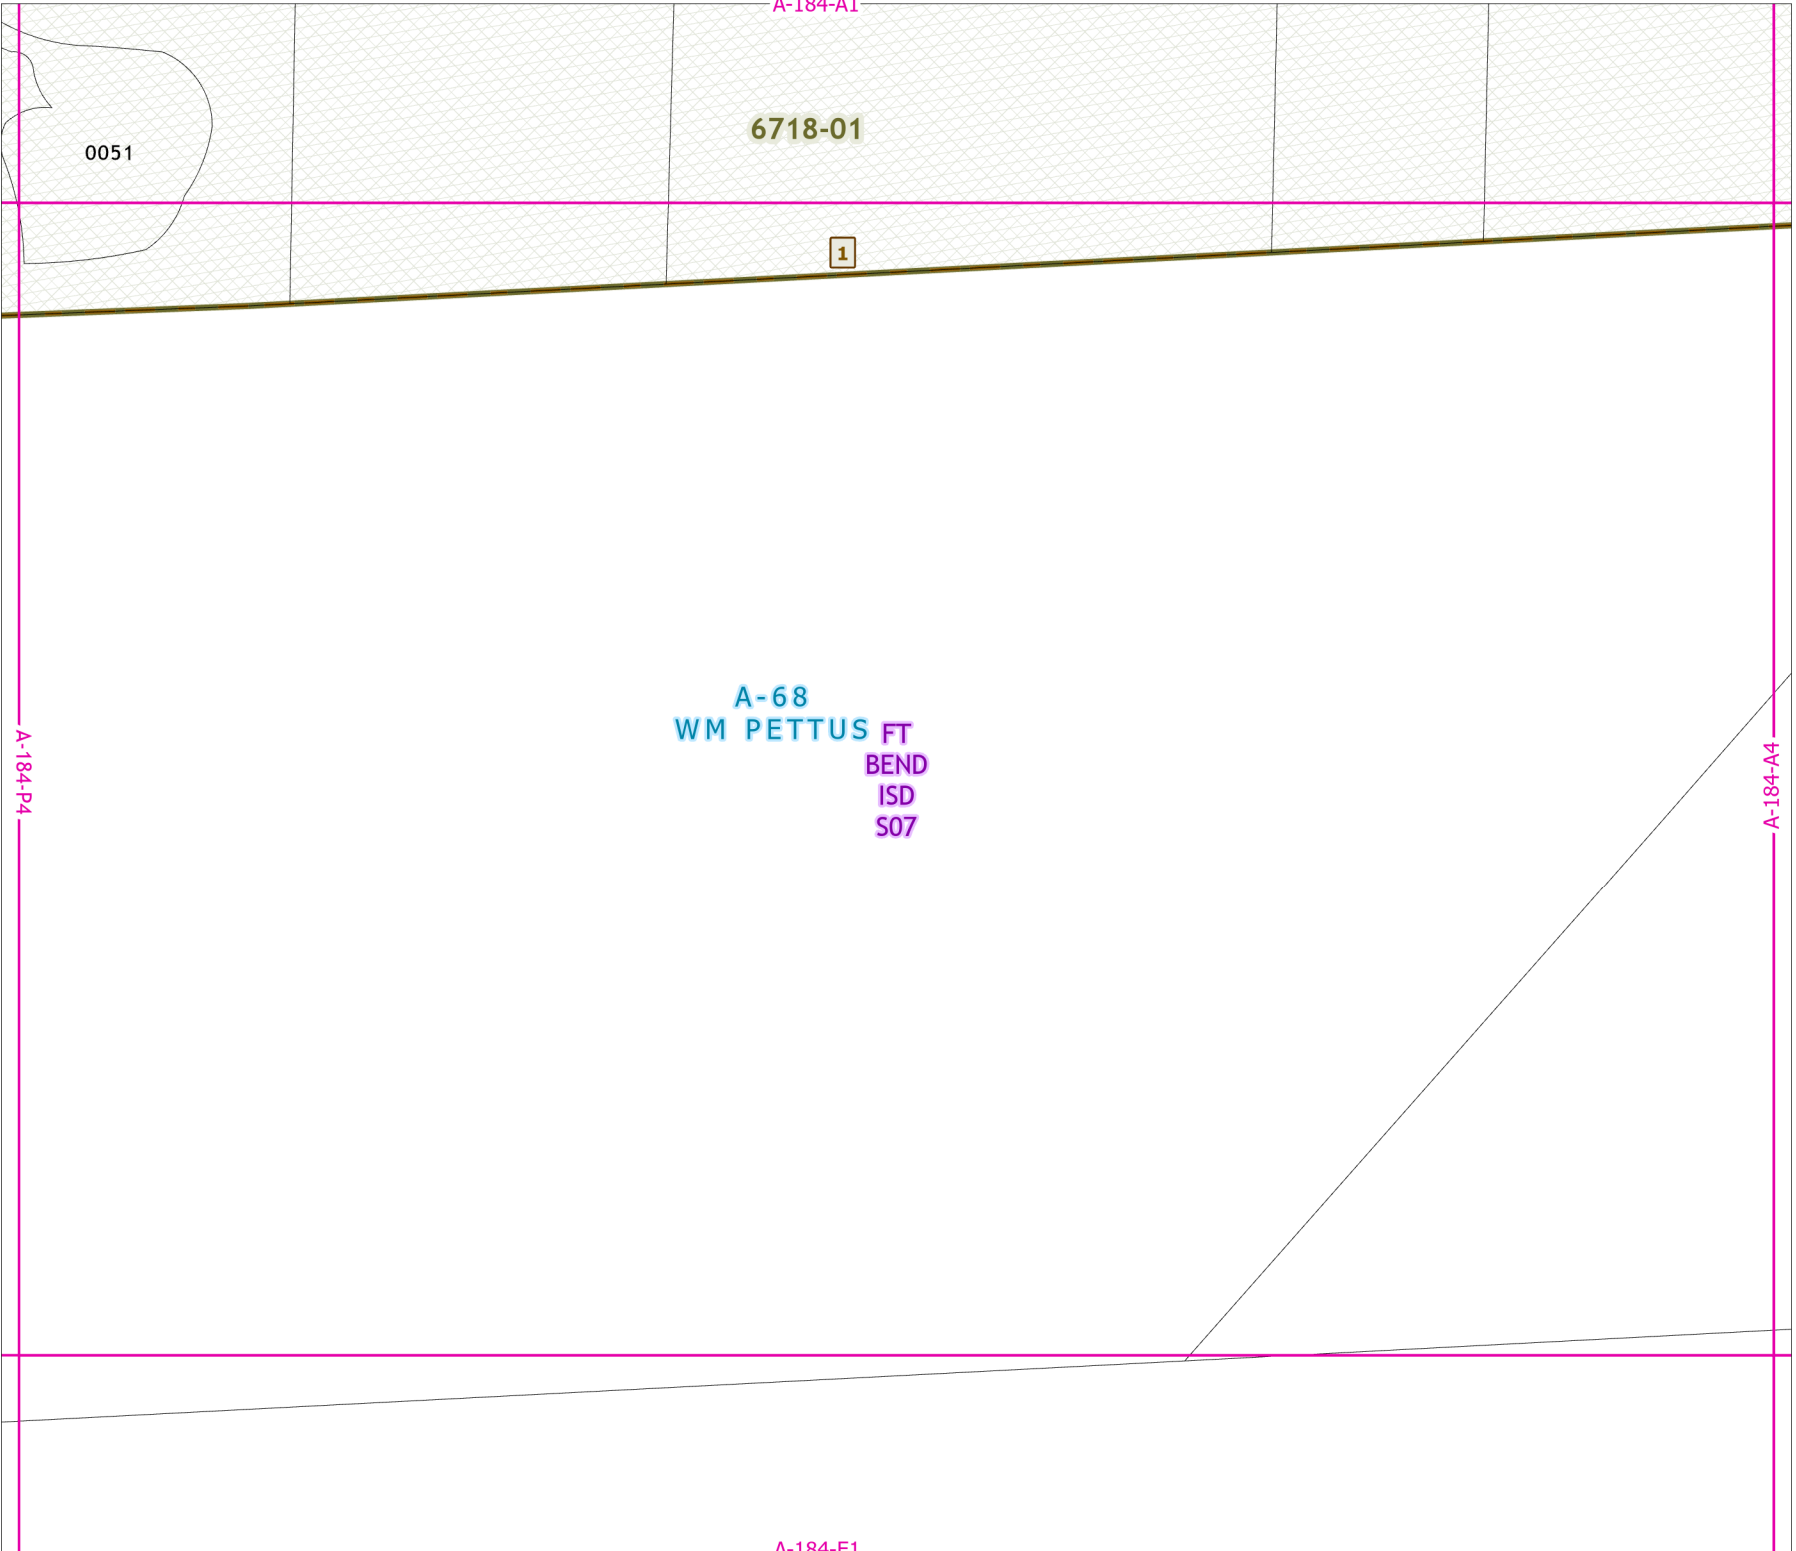 A-184-A1
6718-01
0051
1
A-68
WM PETTUS
FT
BEND
ISD
S07
A-184-P4
A-184-A4
A-184-E1